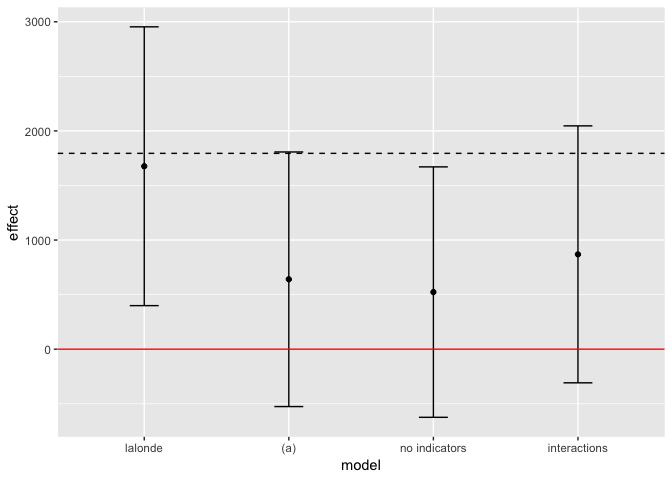 3000
2000
effect
1000
0
lalonde (a) no indicators interactions
model